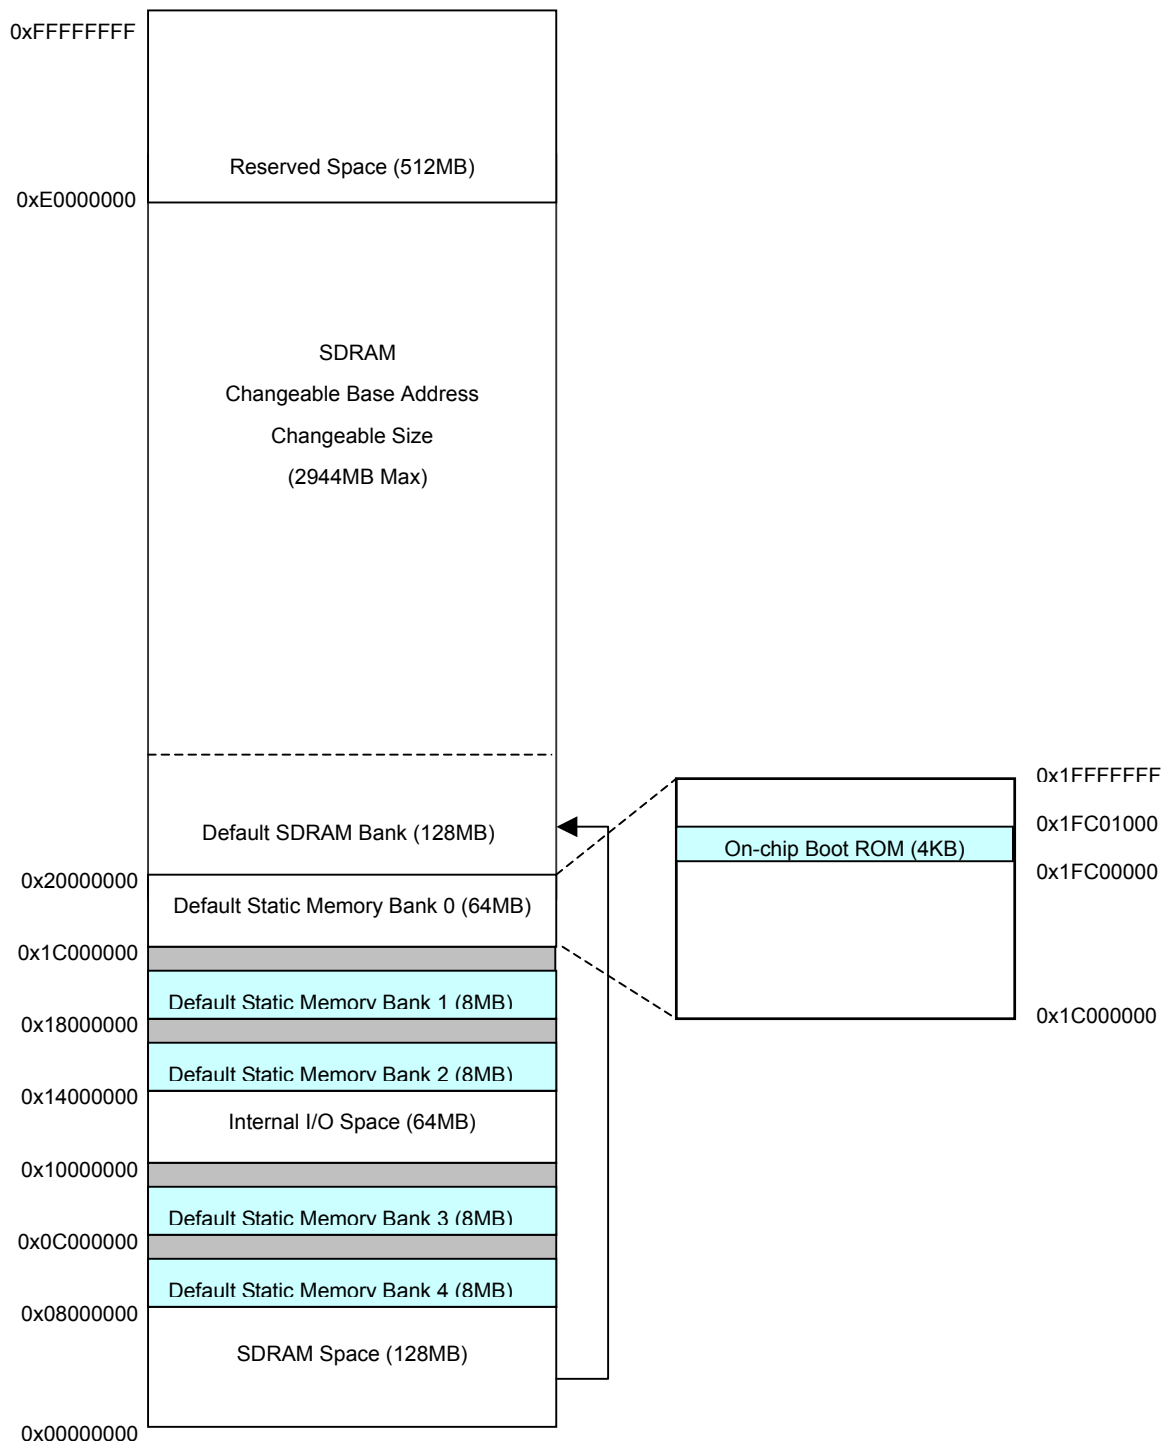 0xFFFFFFFF
Reserved Space (512MB)
0xE0000000
SDRAM
Changeable Base Address
Changeable Size
(2944MB Max)
0x1FFFFFFF
0x1FC01000
Default SDRAM Bank (128MB)
On-chip Boot ROM (4KB)
0x1FC00000
0x20000000
Default Static Memory Bank 0 (64MB)
0x1C000000
Default Static Memory Bank 1 (8MB)
0x1C000000
0x18000000
Default Static Memory Bank 2 (8MB)
0x14000000
Internal I/O Space (64MB)
0x10000000
Default Static Memory Bank 3 (8MB)
0x0C000000
Default Static Memory Bank 4 (8MB)
0x08000000
SDRAM Space (128MB)
0x00000000